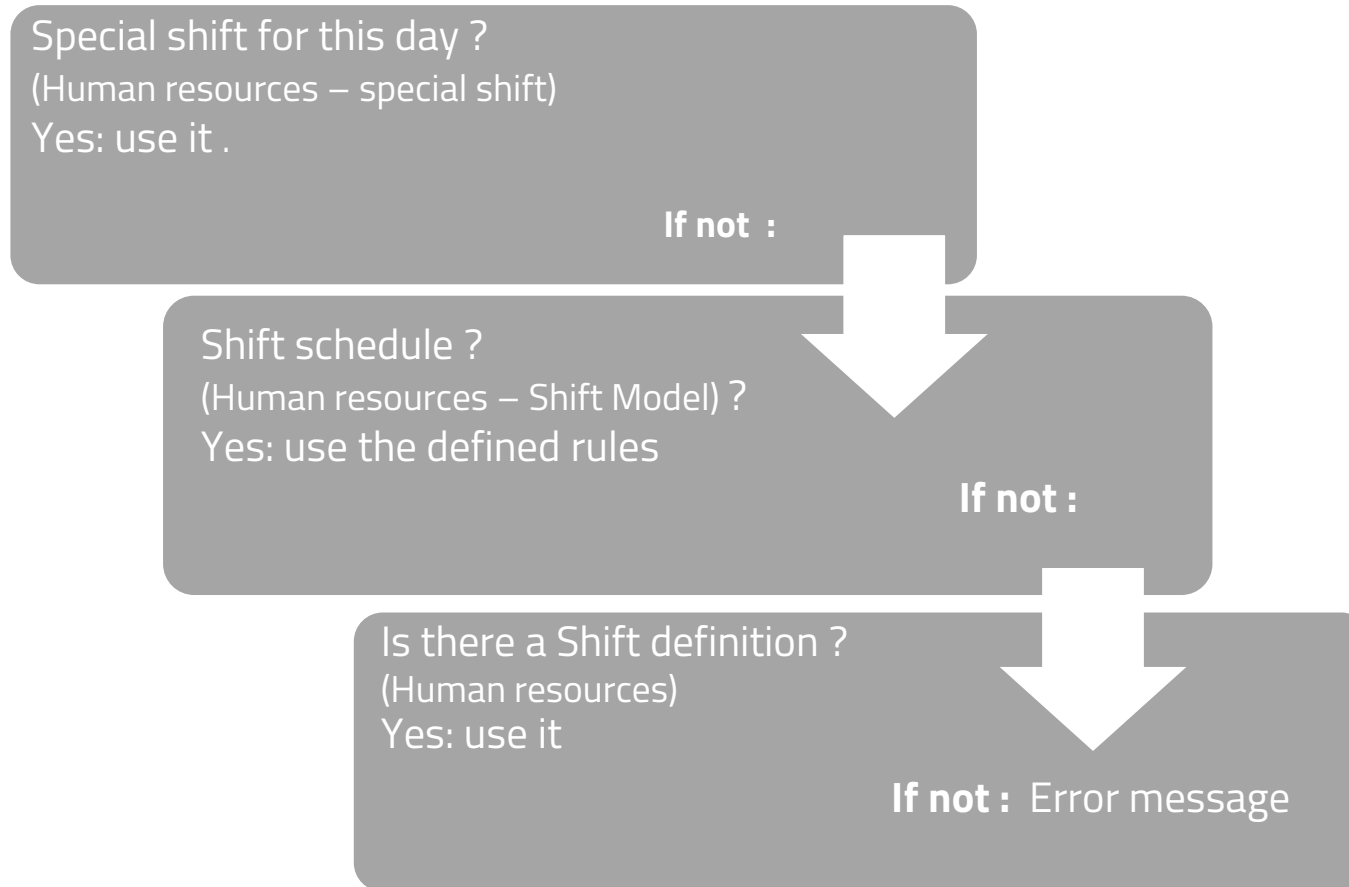 Special shift for this day ?
(Human resources – special shift)
Yes: use it .
If not :
Shift schedule ?
(Human resources – Shift Model) ?
Yes: use the defined rules
If not :
Is there a Shift definition ?
(Human resources)
Yes: use it
If not : Error message